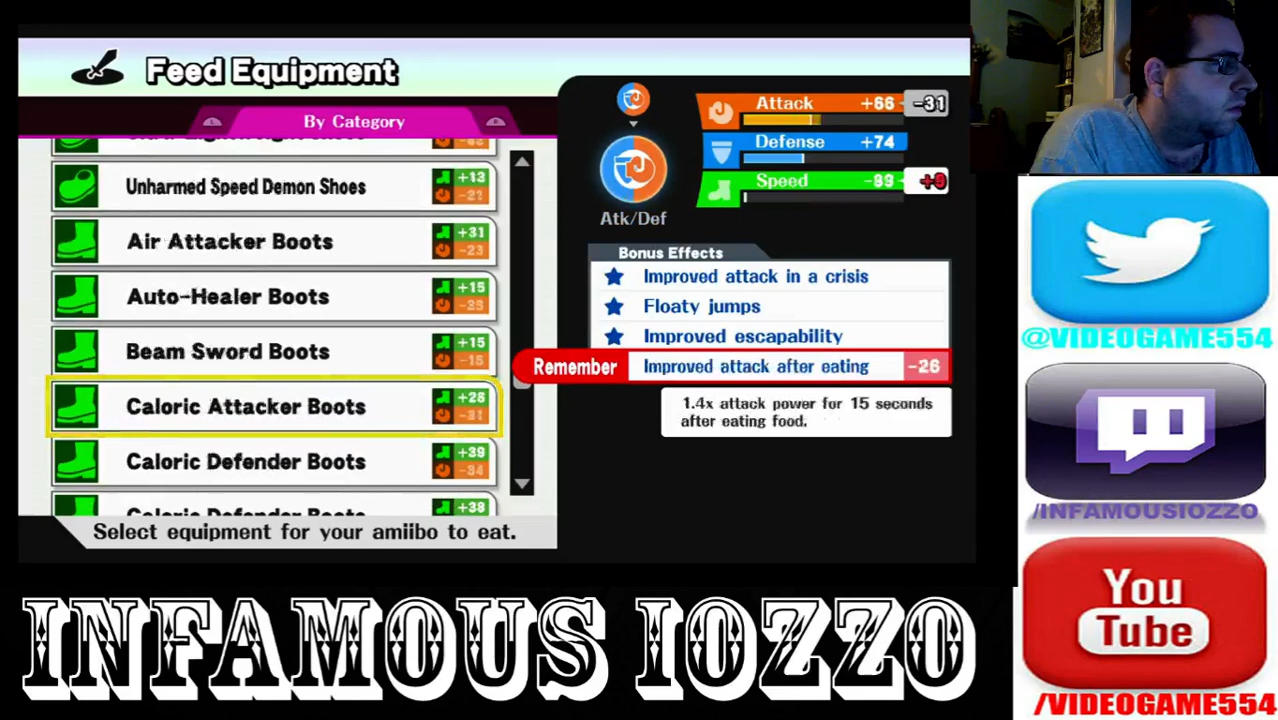 Feed Equipment
By Category
Unharmed Speed Demon Shoes
+13
Air Attacker Boots
+31
-23
Auto-Healer Boots
+15
Beam Sword Boots
+15
-15
Caloric Attacker Boots
-31
Caloric Defender Boots
+39
-34
Caloric Defender Boots
+38
Select equipment for your amiibo to eat.
Atk/Def
Attack +66 -31
Defense +74
Speed
Bonus Effects
Improved attack in a crisis
Floaty jumps
Improved escapability
Remember Improved attack after eating -26
1.4x attack power for 15 seconds
after eating food.
@VIDEOGAME554
/INFAMOUSIOZZO
You
Tube
/VIDEOGAME554
INFAMOUS IOZZO